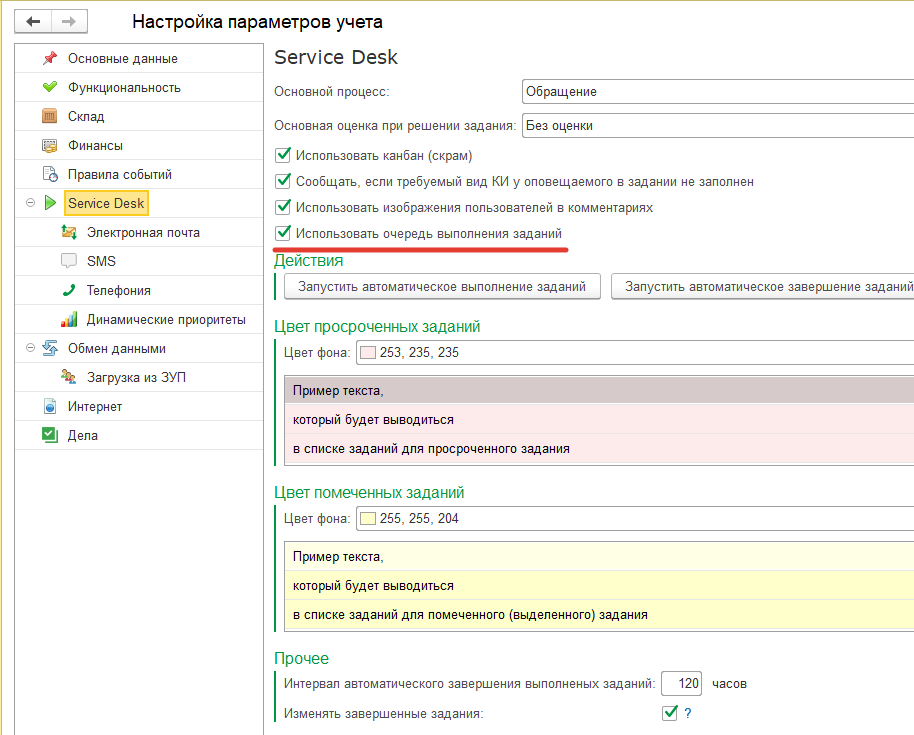 Настройка параметров учета
Основные данные
Функциональность
Склад
Финансы
Правила событий
Service Desk
Электронная почта
SMS
Телефония
Динамические приоритеты
Обмен данными
Загрузка из ЗУП
Интернет
Дела
Service Desk
Основной процесс: Обращение
Основная оценка при решении задания: Без оценки
Использовать канбан (скрам)
Сообщать, если требуемый вид КИ у оповещаемого в задании не заполнен
Использовать изображения пользователей в комментариях
Использовать очередь выполнения заданий
Действия
Запустить автоматическое выполнение заданий Запустить автоматическое завершение заданий
Цвет просроченных заданий
Цвет фона: 253, 235, 235
Пример текста,
который будет выводиться
в списке заданий для просроченного задания
Цвет помеченных заданий
Цвет фона: 255, 255, 204
Пример текста,
который будет выводиться
в списке заданий для помеченного (выделенного) задания
Прочее
Интервал автоматического завершения выполненых заданий: 120 часов
Изменять завершенные задания: ?